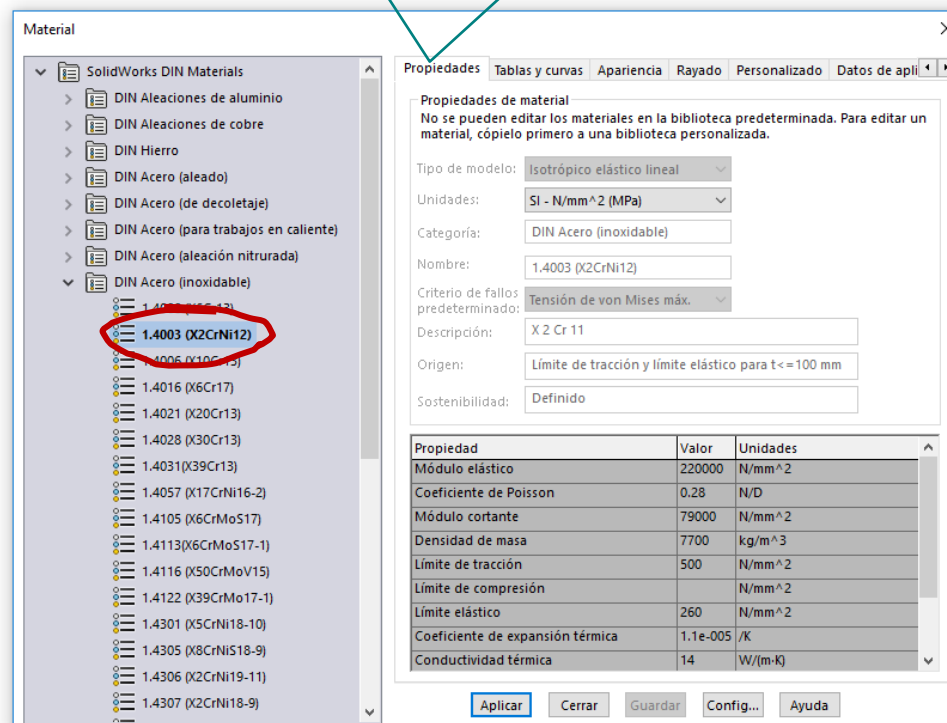 Material
SolidWorks DIN Materials
DIN Aleaciones de aluminio
DIN Aleaciones de cobre
DIN Hierro
DIN Acero (aleado)
DIN Acero (de decoletaje)
DIN Acero (para trabajos en caliente)
DIN Acero (aleación nitrurada)
DIN Acero (inoxidable)
1.4003 (X2CrNi12)
1.4016 (X6Cr17)
1.4021 (X20Cr13)
1.4028 (X30Cr13)
1.4031(X39Cr13)
1.4057 (X17CrNi16-2)
1.4105 (X6CrMoS17)
1.4113(X6CrMoS17-1)
1.4116 (X50CrMoV15)
1.4122 (X39CrMo17-1)
1.4301 (X5CrNi18-10)
1.4305 (X8CrNiS18-9)
1.4306 (X2CrNi19-11)
1.4307 (X2CrNi18-9)
Propiedades Tablas y curvas Apariencia Rayado Personalizado Datos de apli
Propiedades de material
No se pueden editar los materiales en la biblioteca predeterminada. Para editar un
material, cópielo primero a una biblioteca personalizada.
Tipo de modelo: Isotrópico elástico lineal
Unidades: SI - N/mm^2 (MPa)
Categoría: DIN Acero (inoxidable)
Nombre: 1.4003 (X2CrNi12)
Criterio de fallos
predeterminado: Tensión de von Mises máx.
Descripción: X 2 Cr 11
Origen: Límite de tracción y límite elástico para t<=100 mm
Sostenibilidad: Definido
Propiedad Valor Unidades
Módulo elástico 220000 N/mm^2
Coeficiente de Poisson 0.28 N/D
Módulo cortante 79000 N/mm^2
Densidad de masa 7700 kg/m^3
Límite de tracción 500 N/mm^2
Límite de compresión N/mm^2
Límite elástico 260 N/mm^2
Coeficiente de expansión térmica 1.1e-005 /K
Conductividad térmica 14 W/(m·K)
Aplicar Cerrar Guardar Config... Ayuda